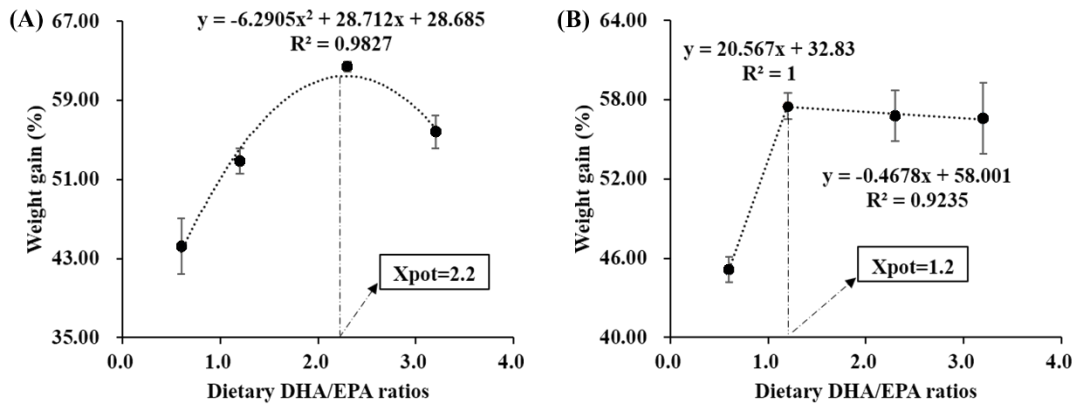 (A)
y = -6.2905x² + 28.712x + 28.685
R² = 0.9827
67.00
59.00
51.00
43.00
35.00
Weight gain (%)
Xpot=2.2
0.0 1.0 2.0 3.0 4.0
Dietary DHA/EPA ratios
(B)
y = 20.567x + 32.83
R² = 1
64.00
58.00
52.00
46.00
40.00
Weight gain (%)
y = -0.4678x + 58.001
R² = 0.9235
Xpot=1.2
0.0 1.0 2.0 3.0 4.0
Dietary DHA/EPA ratios